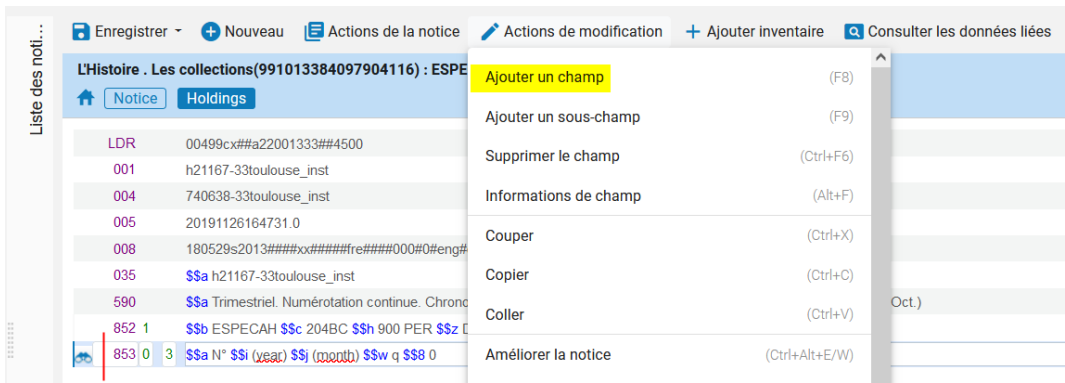 Liste des noti...
Enregistrer Nouveau Actions de la notice Actions de modification Ajouter inventaire Consulter les données liées
L'Histoire . Les collections(991013384097904116) : ESPE
Notice Holdings
LDR 00499cx##a22001333##4500
001 h21167-33toulouse_inst
004 740638-33toulouse_inst
005 20191126164731.0
008 180529s2013####xx#####fre####000#0#eng#
035 $$a h21167-33toulouse_inst
590 $$a Trimestriel. Numérotation continue. Chrono Oct.)
852 1 $$b ESPECAH $$c 204BC $$h 900 PER $$z
853 0 3 $$a N° $$i (year) $$j (month) $$w q $$8 0
Ajouter un champ (F8)
Ajouter un sous-champ (F9)
Supprimer le champ (Ctrl+F6)
Informations de champ (Alt+F)
Couper (Ctrl+X)
Copier (Ctrl+C)
Coller (Ctrl+V)
Améliorer la notice (Ctrl+Alt+E/W)